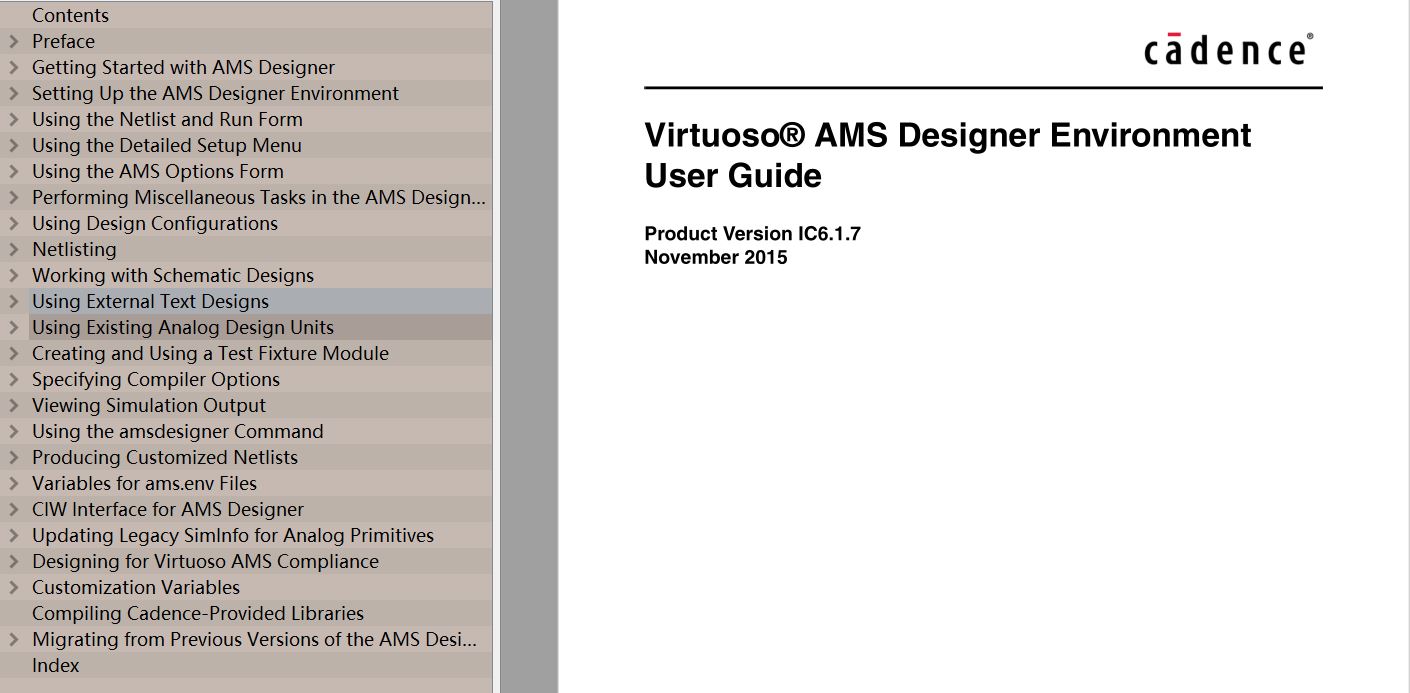 Contents
Preface
Getting Started with AMS Designer
Setting Up the AMS Designer Environment
Using the Netlist and Run Form
Using the Detailed Setup Menu
Using the AMS Options Form
Performing Miscellaneous Tasks in the AMS Design...
Using Design Configurations
Netlisting
Working with Schematic Designs
Using External Text Designs
Using Existing Analog Design Units
Creating and Using a Test Fixture Module
Specifying Compiler Options
Viewing Simulation Output
Using the amsdesigner Command
Producing Customized Netlists
Variables for ams.env Files
CIW Interface for AMS Designer
Updating Legacy SimInfo for Analog Primitives
Designing for Virtuoso AMS Compliance
Customization Variables
Compiling Cadence-Provided Libraries
Migrating from Previous Versions of the AMS Desi...
Index
cādence®
Virtuoso® AMS Designer Environment
User Guide
Product Version IC6.1.7
November 2015